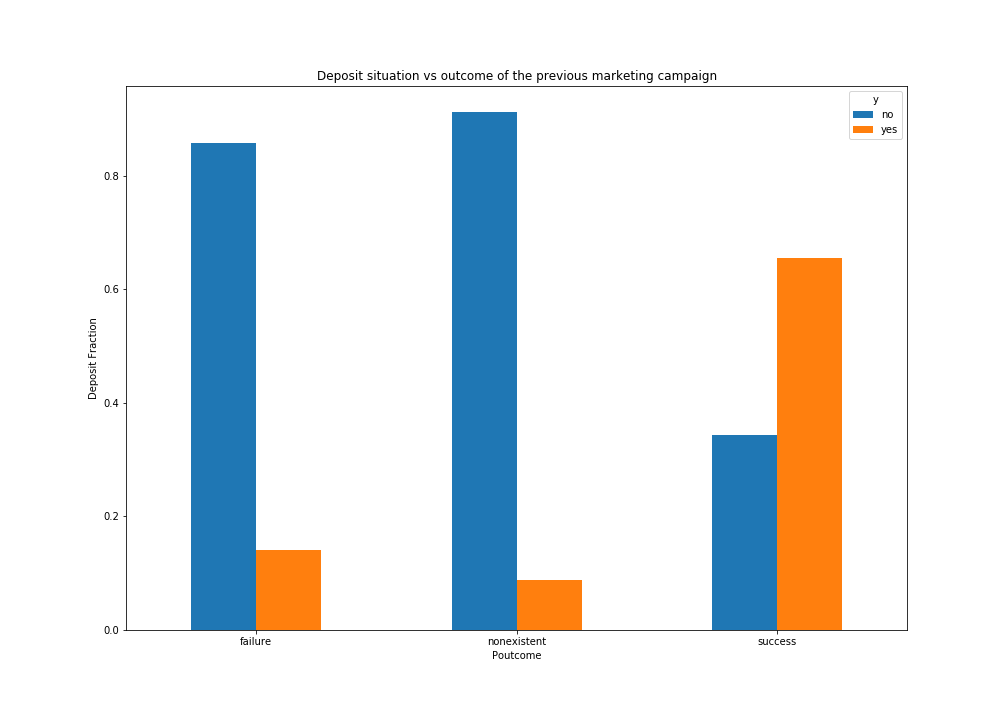 Deposit situation vs outcome of the previous marketing campaign
y
no
yes
Deposit Fraction
0.8
0.6
0.4
0.2
0.0
failure nonexistent success
Poutcome